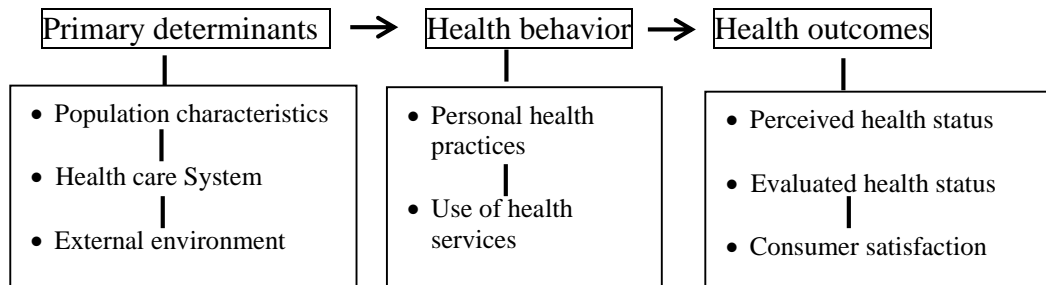 Primary determinants
Health behavior
Health outcomes
• Population characteristics
• Health care System
• External environment
• Personal health
practices
• Use of health
services
• Perceived health status
• Evaluated health status
• Consumer satisfaction